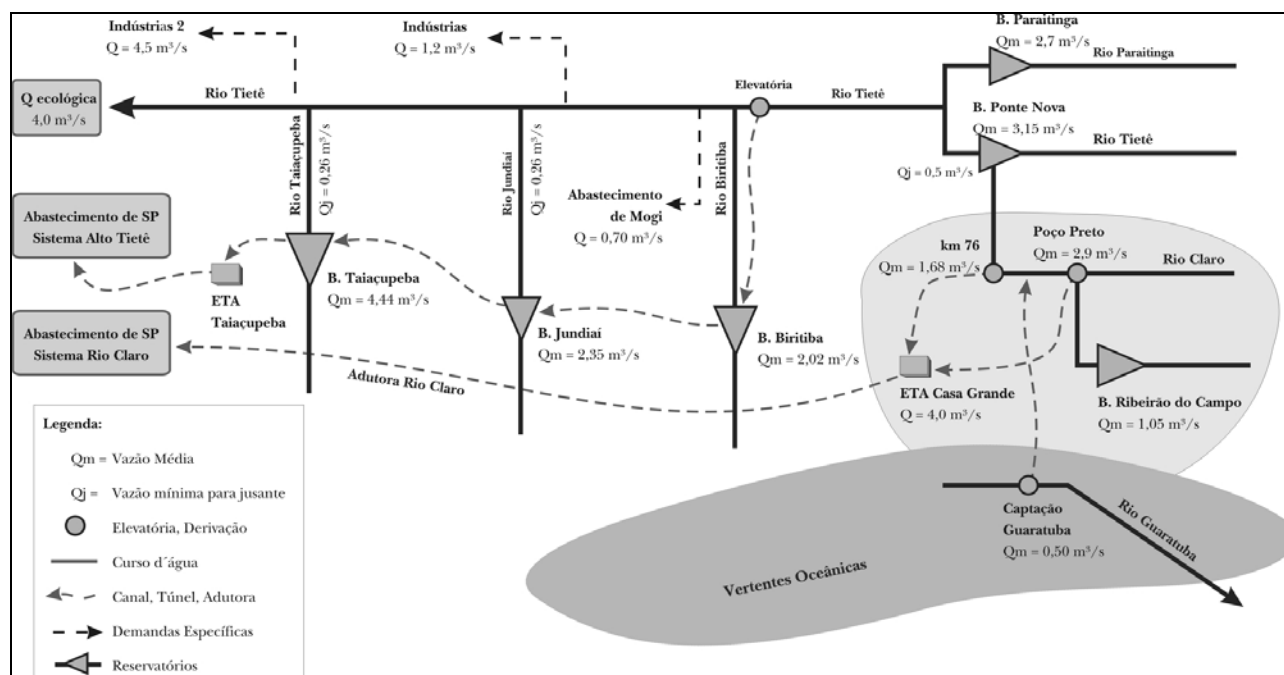 Indústrias 2
Q = 4,5 m³/s
Indústrias
Q = 1,2 m³/s
B. Paraitinga
Qm = 2,7 m³/s
Rio Paraitinga
Q ecológica
4,0 m³/s
Rio Tietê
Elevatória
Rio Tietê
B. Ponte Nova
Qm = 3,15 m³/s
Rio Tietê
Qj = 0,5 m³/s
Rio Taiaçupeba
Qj = 0,26 m³/s
Rio Jundiaí
Qj = 0,26 m³/s
Rio Biritiba
Abastecimento
de Mogi
Q = 0,70 m³/s
Abastecimento de SP
Sistema Alto Tietê
ETA
Taiaçupeba
B. Taiaçupeba
Qm = 4,44 m³/s
km 76
Qm = 1,68 m³/s
Poço Preto
Qm = 2,9 m³/s
Rio Claro
Abastecimento de SP
Sistema Rio Claro
B. Jundiaí
Qm = 2,35 m³/s
B. Biritiba
Qm = 2,02 m³/s
Adutora Rio Claro
ETA Casa Grande
Q = 4,0 m³/s
B. Ribeirão do Campo
Qm = 1,05 m³/s
Legenda:
Qm = Vazão Média
Qj = Vazão mínima para jusante
Elevatória, Derivação
Curso d´água
Canal, Túnel, Adutora
Demandas Específicas
Reservatórios
Captação
Guaratuba
Qm = 0,50 m³/s
Rio Guaratuba
Vertentes Oceânicas